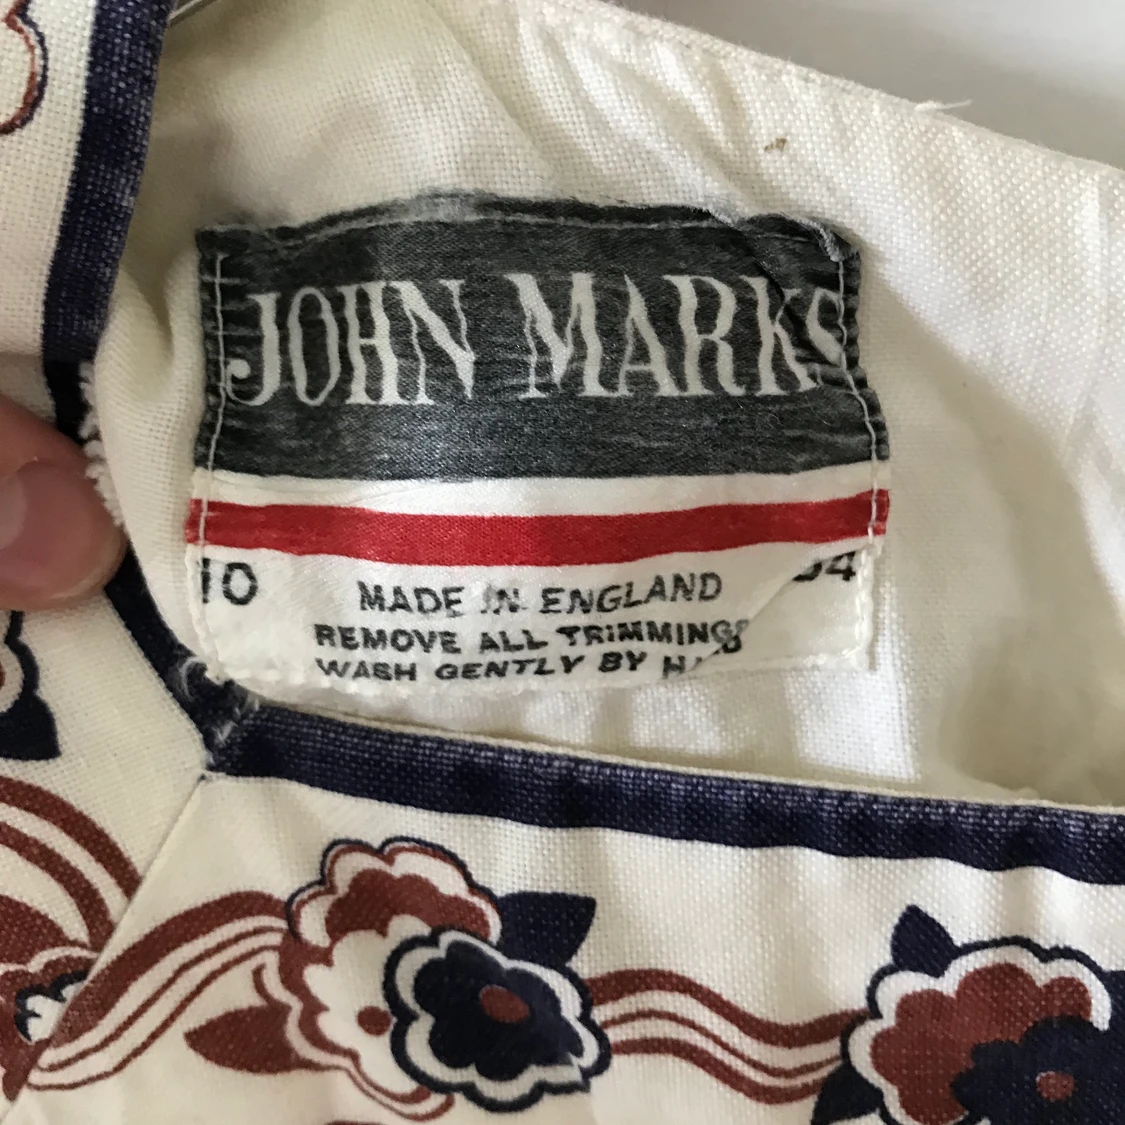 JOHN MARKS
10 MADE IN ENGLAND
REMOVE ALL TRIMMINGS
WASH GENTLY BY